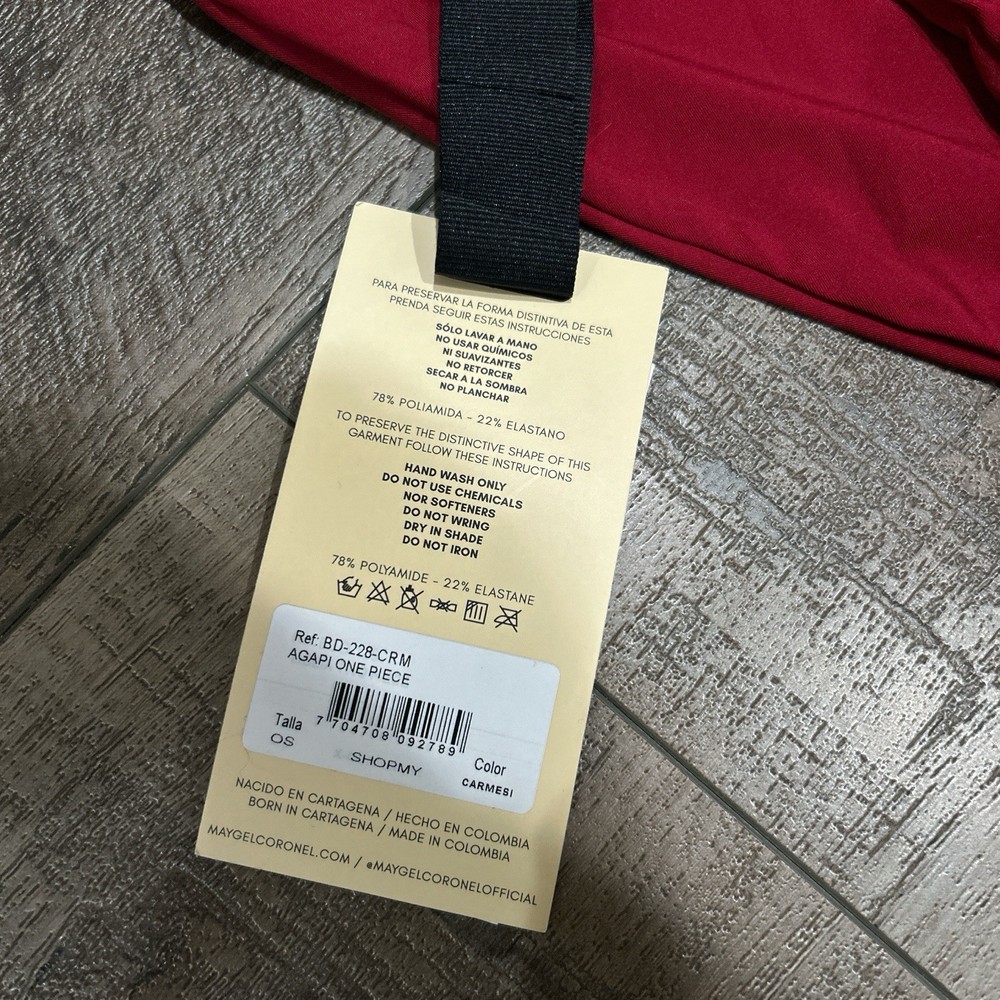 PARA PRESERVAR LA FORMA DISTINTIVA DE ESTA
PRENDA SEGUIR ESTAS INSTRUCCIONES
SÓLO LAVAR A MANO
NO USAR QUÍMICOS
NI SUAVIZANTES
NO RETORCER
SECAR A LA SOMBRA
NO PLANCHAR
78% POLIAMIDA - 22% ELASTANO
TO PRESERVE THE DISTINCTIVE SHAPE OF THIS
GARMENT FOLLOW THESE INSTRUCTIONS
HAND WASH ONLY
DO NOT USE CHEMICALS
NOR SOFTENERS
DO NOT WRING
DRY IN SHADE
DO NOT IRON
78% POLYAMIDE - 22% ELASTANE
Ref: BD-228-CRM
AGAPI ONE PIECE
7 704708 092789
Talla
OS
SHOPMY
Color
CARMESI
NACIDO EN CARTAGENA / HECHO EN COLOMBIA
BORN IN CARTAGENA / MADE IN COLOMBIA
MAYGELCORONEL.COM / @MAYGELCORONELOFFICIAL